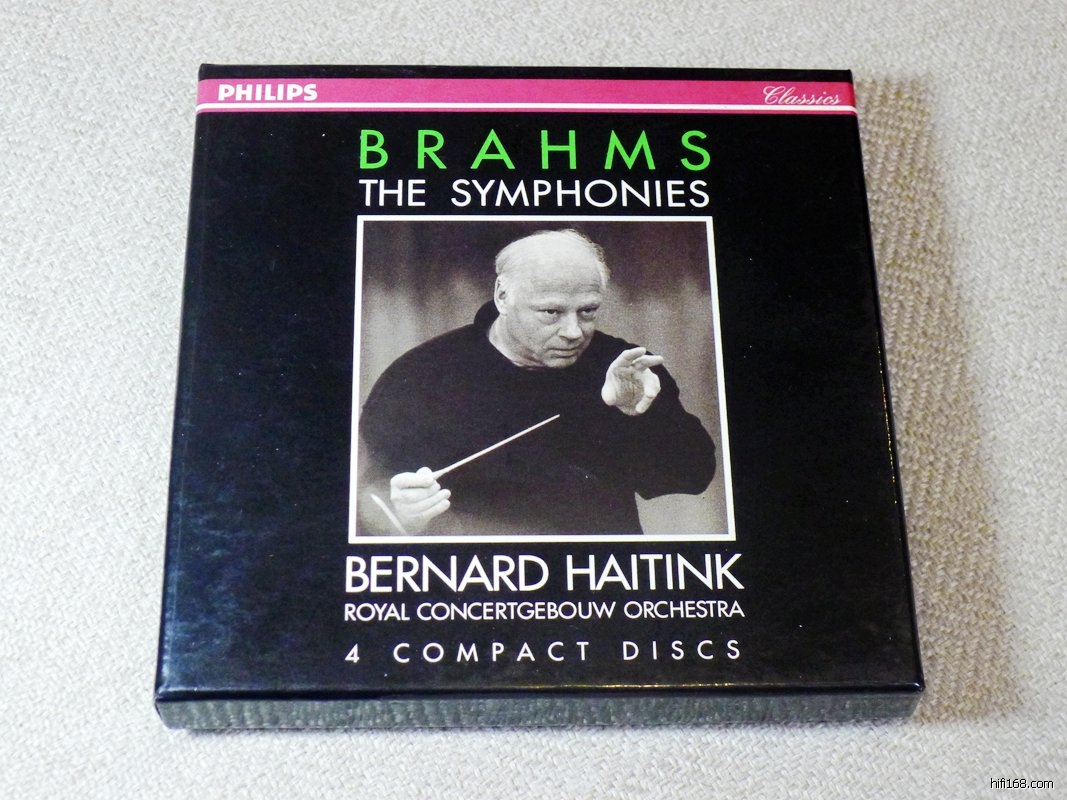 PHILIPS Classics
BRAHMS
THE SYMPHONIES
BERNARD HAITINK
ROYAL CONCERTGEBOUW ORCHESTRA
4 COMPACT DISCS
hifi168.com